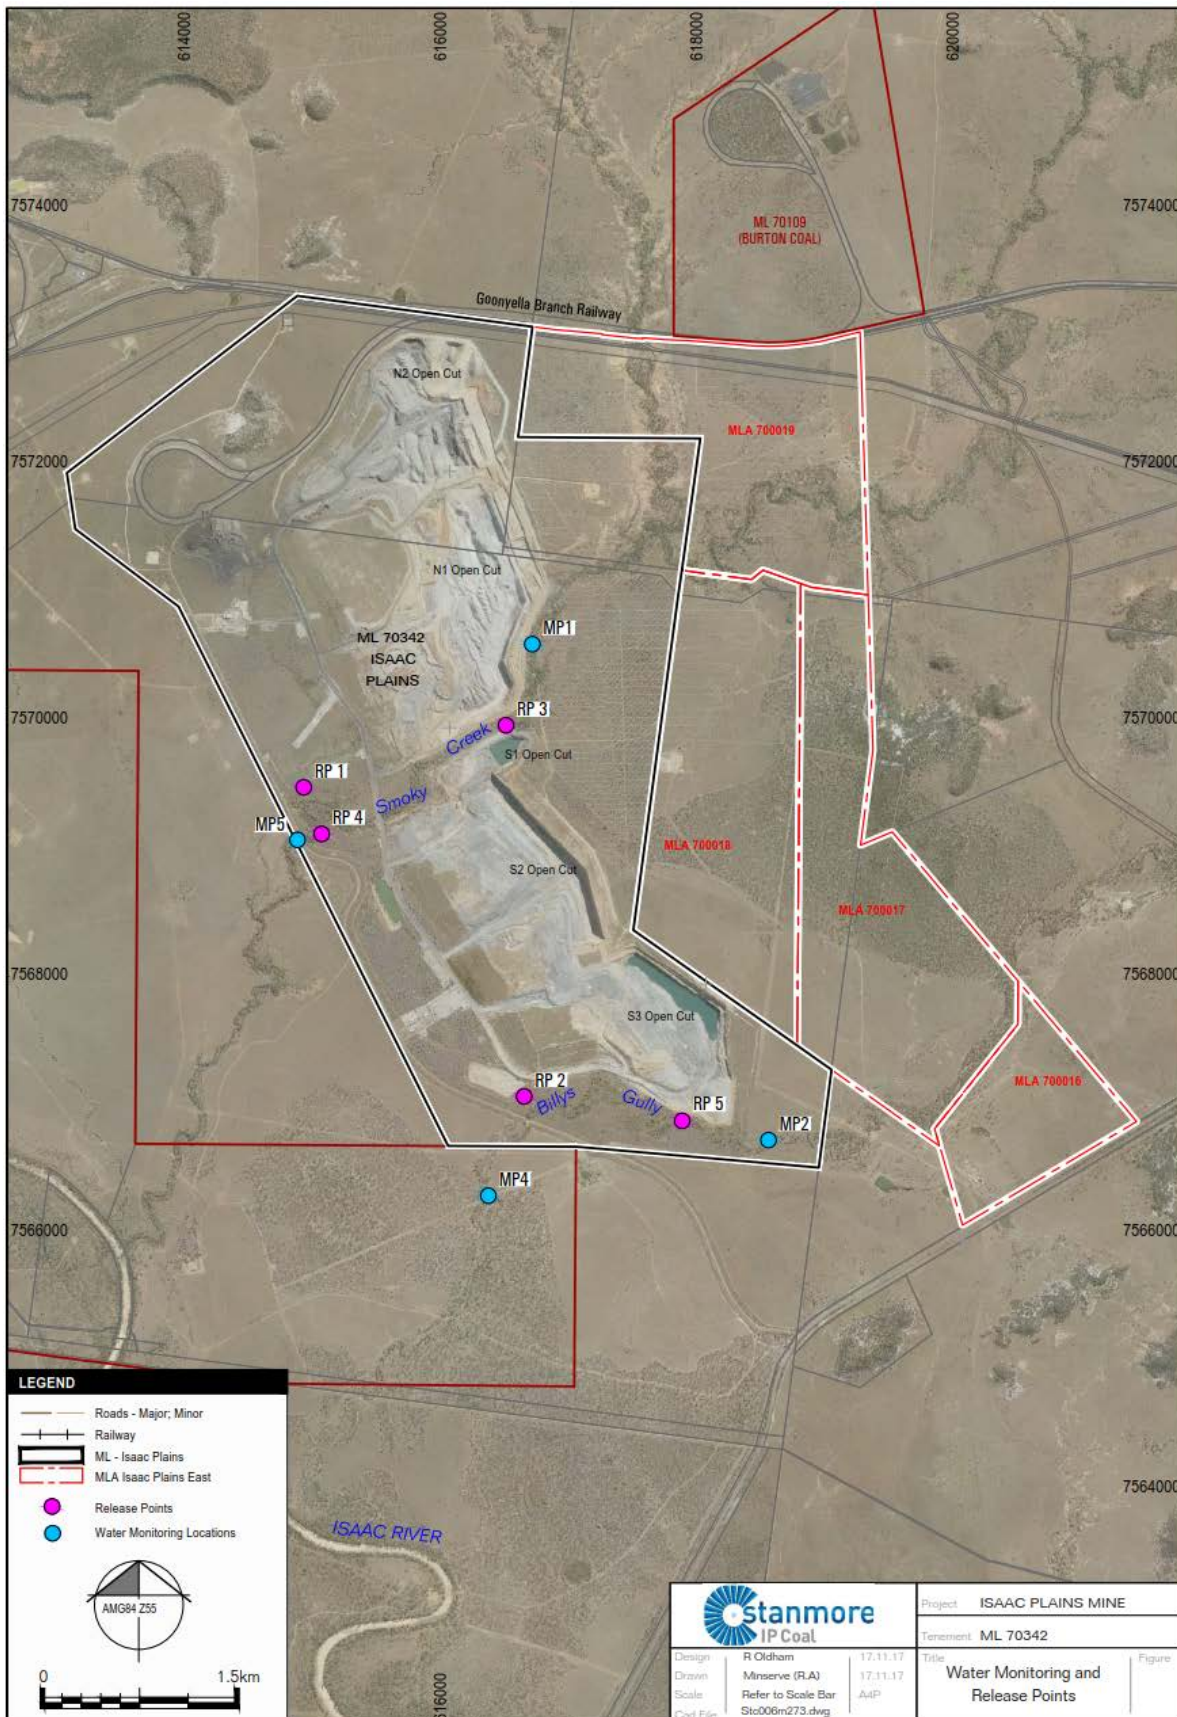 614000
616000
618000
620000
7574000
7574000
ML 70109
(BURTON COAL)
Goonyella Branch Railway
N2 Open Cut
MLA 700019
7572000
7572000
N1 Open Cut
MP1
ML 70342
ISAAC
PLAINS
RP 3
7570000
7570000
Creek
S1 Open Cut
RP 1
Smoky
RP 4
MP5
MLA 700018
S2 Open Cut
MLA 700017
7568000
7568000
S3 Open Cut
RP 2
MLA 700016
Billys
Gully
RP 5
MP2
MP4
7566000
7566000
LEGEND
Roads - Major; Minor
Railway
ML - Isaac Plains
MLA Isaac Plains East
Release Points
Water Monitoring Locations
AMG84 Z55
0 1.5km
7564000
ISAAC RIVER
616000
stanmore
IP Coal
Project ISAAC PLAINS MINE
Tenement ML 70342
Design R Oldham 17.11.17
Drawn Minserve (R.A) 17.11.17
Scale Refer to Scale Bar A4P
Cad File Stc006m273.dwg
Title Figure
Water Monitoring and
Release Points